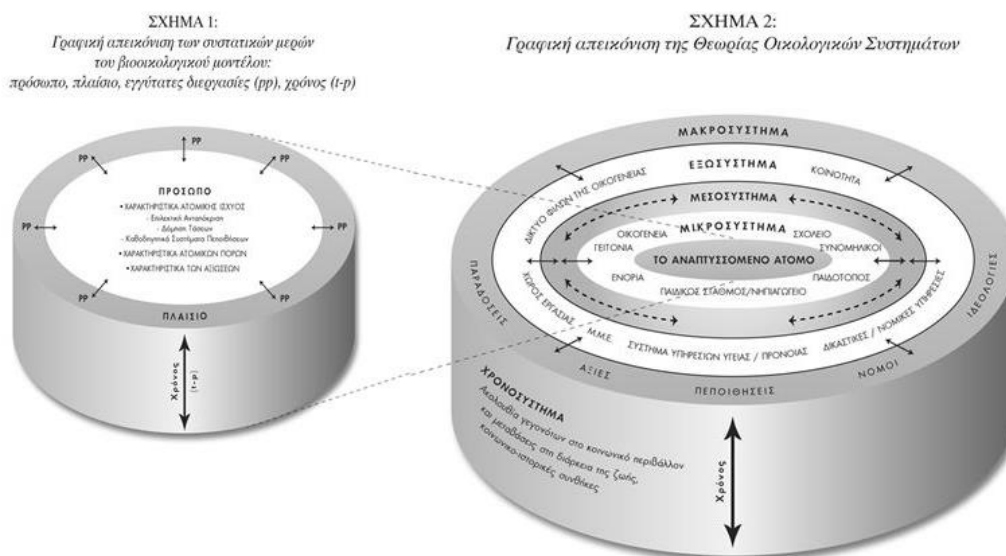 ΣΧΗΜΑ 1:
Γραφική απεικόνιση των συστατικών μερών
του βιοοικολογικού μοντέλου:
πρόσωπο, πλαίσιο, εγγύτατες διεργασίες (pp), χρόνος (t-p)
PP
PP
PP
ΠΡΟΣΩΠΟ
• ΧΑΡΑΚΤΗΡΙΣΤΙΚΑ ΑΤΟΜΙΚΗΣ ΙΣΧΥΟΣ
- Επιλεκτική Ανταπόκριση
- Δόμηση Τάσεων
- Καθοδηγητικά Συστήματα Πεποιθήσεων
• ΧΑΡΑΚΤΗΡΙΣΤΙΚΑ ΑΤΟΜΙΚΩΝ ΠΟΡΩΝ
• ΧΑΡΑΚΤΗΡΙΣΤΙΚΑ ΤΩΝ ΑΞΙΩΣΕΩΝ
PP
PP
PP
PP
ΠΛΑΙΣΙΟ
Χρόνος
(t-p)
ΣΧΗΜΑ 2:
Γραφική απεικόνιση της Θεωρίας Οικολογικών Συστημάτων
ΜΑΚΡΟΣΥΣΤΗΜΑ
ΕΞΩΣΥΣΤΗΜΑ
ΚΟΙΝΟΤΗΤΑ
ΔΙΚΤΥΟ ΦΙΛΩΝ ΤΗΣ ΟΙΚΟΓΕΝΕΙΑΣ
ΜΕΣΟΣΥΣΤΗΜΑ
ΜΙΚΡΟΣΥΣΤΗΜΑ
ΟΙΚΟΓΕΝΕΙΑ
ΣΧΟΛΕΙΟ
ΓΕΙΤΟΝΙΑ
ΣΥΝΟΜΗΛΙΚΟΙ
ΤΟ ΑΝΑΠΤΥΣΣΟΜΕΝΟ ΑΤΟΜΟ
ΕΝΟΡΙΑ
ΠΑΙΔΟΤΟΠΟΣ
ΠΑΙΔΙΚΟΣ ΣΤΑΘΜΟΣ/ΝΗΠΙΑΓΩΓΕΙΟ
ΧΩΡΟΣ ΕΡΓΑΣΙΑΣ
Μ.Μ.Ε.
ΣΥΣΤΗΜΑ ΥΠΗΡΕΣΙΩΝ ΥΓΕΙΑΣ / ΠΡΟΝΟΙΑΣ
ΔΙΚΑΣΤΙΚΕΣ / ΝΟΜΙΚΕΣ ΥΠΗΡΕΣΙΕΣ
ΠΑΡΑΔΟΣΕΙΣ
ΑΞΙΕΣ
ΠΕΠΟΙΘΗΣΕΙΣ
ΝΟΜΟΙ
ΙΔΕΟΛΟΓΙΕΣ
ΧΡΟΝΟΣΥΣΤΗΜΑ
Ακολουθία γεγονότων στο κοινωνικό περιβάλλον
και μεταβάσεις στη διάρκεια της ζωής,
κοινωνικο-ιστορικές συνθήκες
Χρόνος